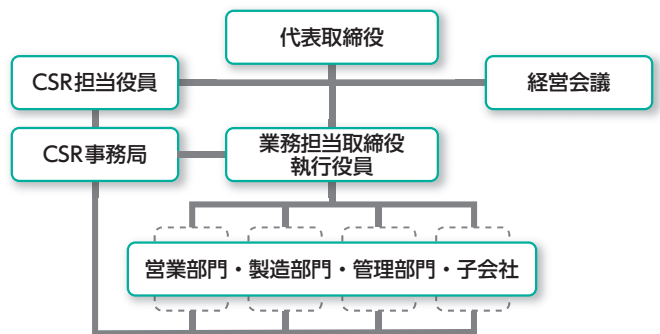 代表取締役
CSR担当役員
経営会議
CSR事務局
業務担当取締役
執行役員
営業部門・製造部門・管理部門・子会社